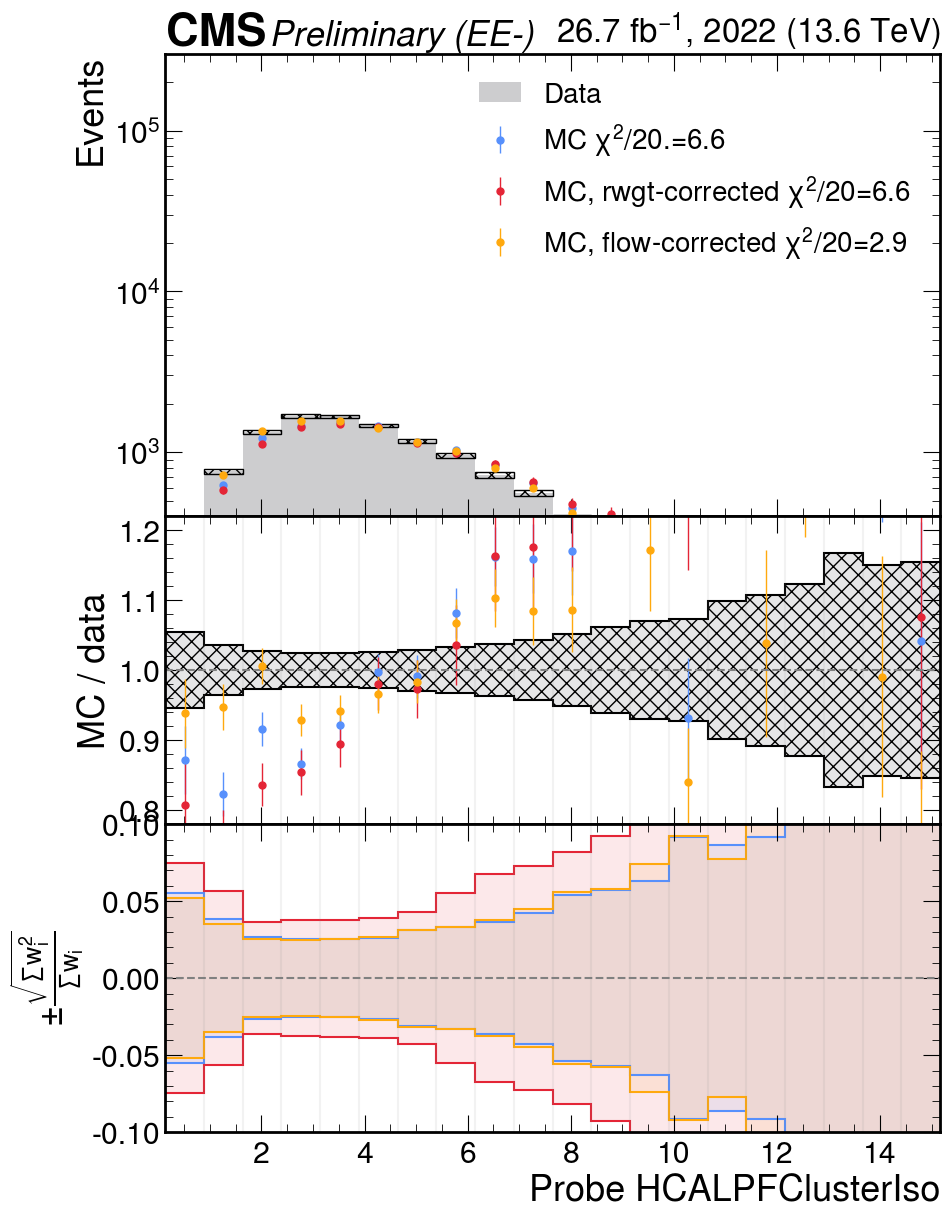 CMS Preliminary (EE-) 26.7 fb⁻¹, 2022 (13.6 TeV)
Events
10⁵
10⁴
10³
Data
MC χ²/20.=6.6
MC, rwgt-corrected χ²/20=6.6
MC, flow-corrected χ²/20=2.9
MC / data
1.2
1.1
1.0
0.9
0.8
±√Σwᵢ²/Σwᵢ
0.10
0.05
0.00
-0.05
-0.10
2 4 6 8 10 12 14
Probe HCALPFClusterIso